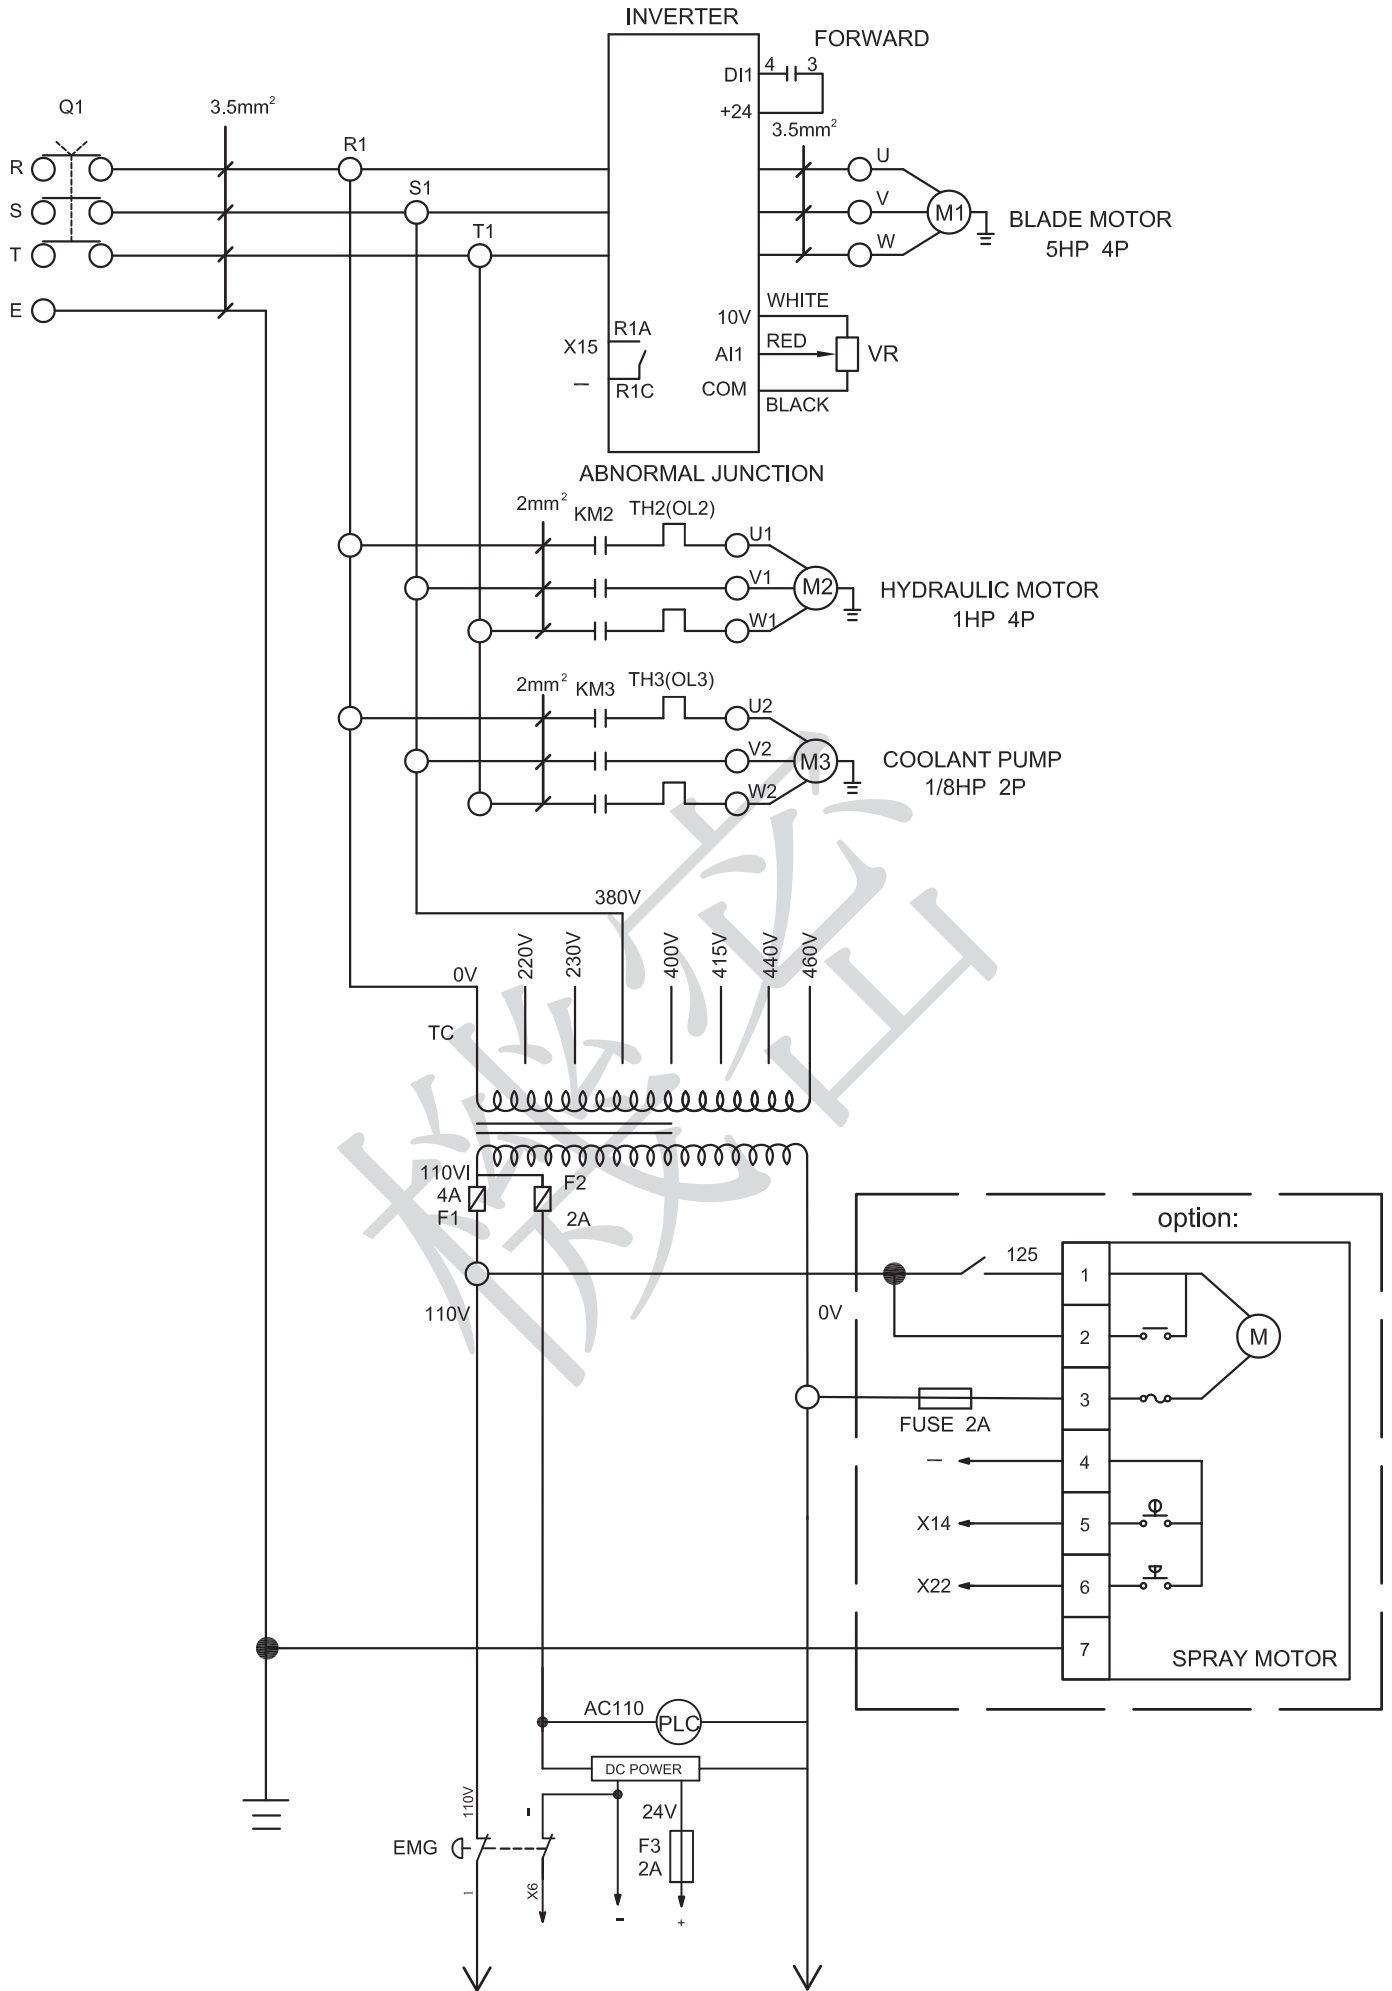 INVERTER
FORWARD
DI1 4 3
+24
Q1 3.5mm²
3.5mm²
R R1 U
S S1 V M1 BLADE MOTOR
5HP 4P
T T1 W
E
10V WHITE
X15 R1A
AI1 RED VR
— R1C
COM
BLACK
ABNORMAL JUNCTION
2mm² KM2 TH2(OL2)
U1
V1 M2 HYDRAULIC MOTOR
1HP 4P
W1
2mm² KM3 TH3(OL3)
U2
V2 M3 COOLANT PUMP
1/8HP 2P
W2
380V
0V 220V 230V 400V 415V 440V 460V
TC
110VI F2
4A
F1 2A
option:
125 1
110V 0V
2 M
3
FUSE 2A
— 4
X14 5
X22 6
7 SPRAY MOTOR
AC110 PLC
DC POWER
110V - 24V
EMG F3
2A
1 X6 - +